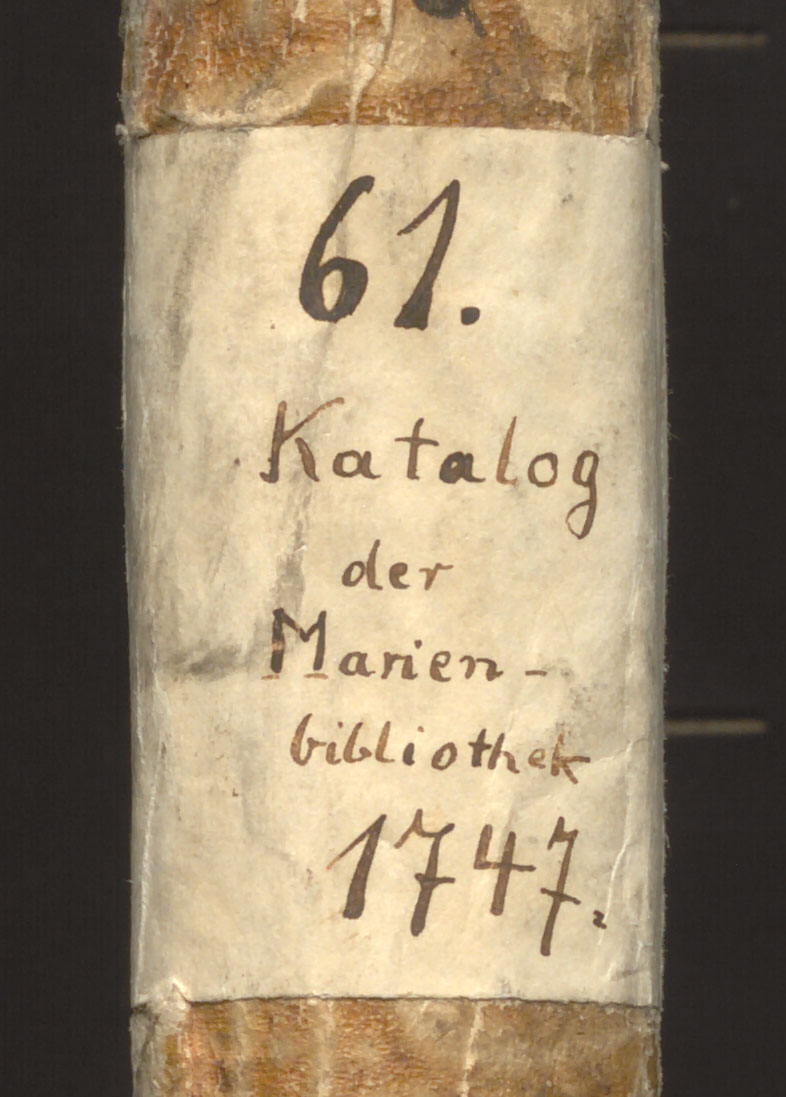 61.
Katalog
der
Marien-
bibliothek
1747.